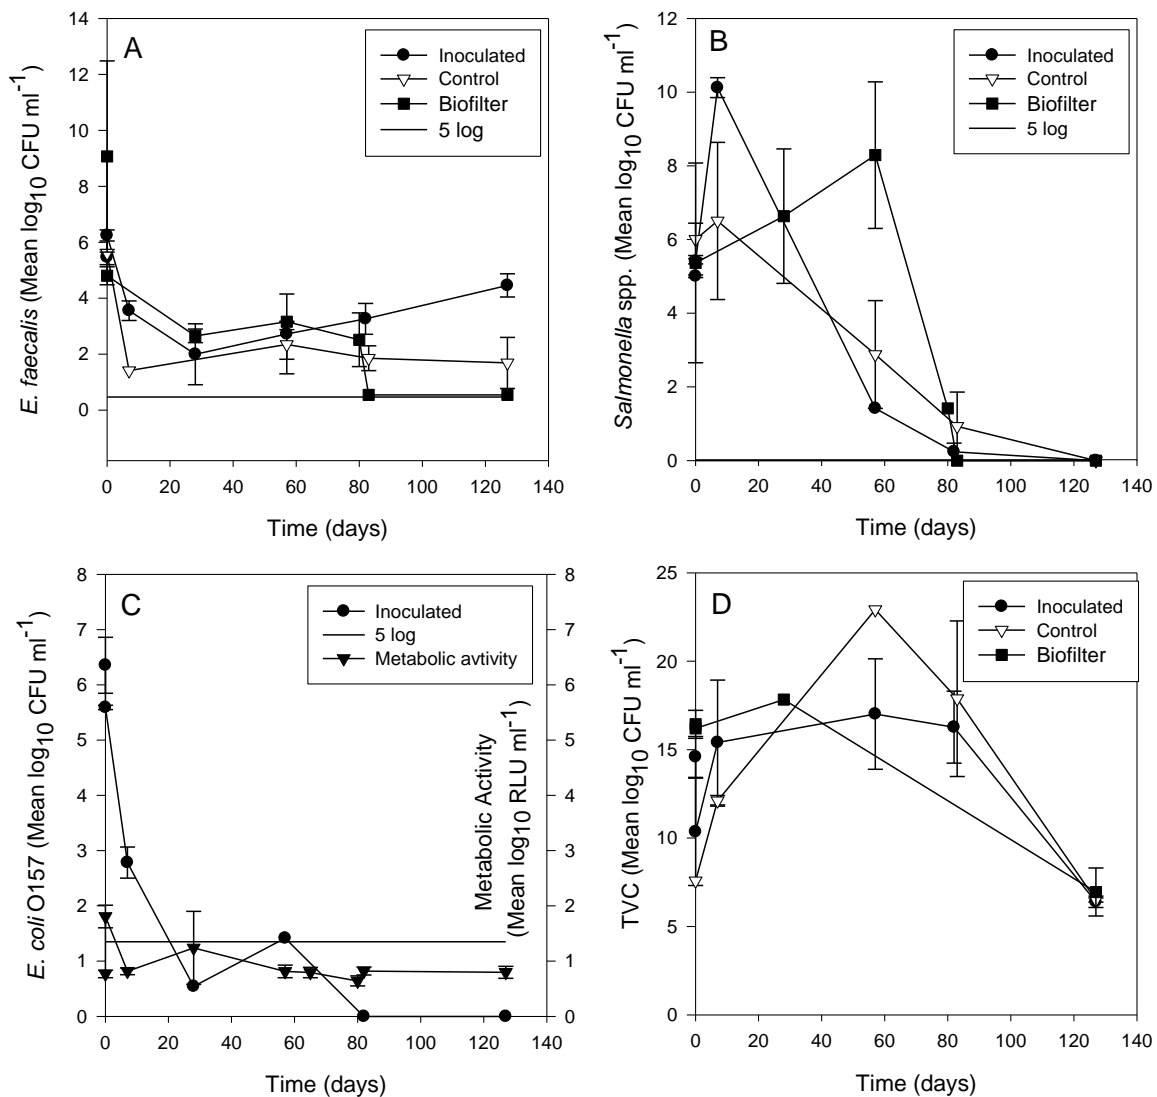 A
E. faecalis (Mean log10 CFU ml-1)
14
12
10
8
6
4
2
0
Inoculated
Control
Biofilter
5 log
0 20 40 60 80 100 120 140
Time (days)
B
Salmonella spp. (Mean log10 CFU ml-1)
12
10
8
6
4
2
0
Inoculated
Control
Biofilter
5 log
0 20 40 60 80 100 120 140
Time (days)
C
E. coli O157 (Mean log10 CFU ml-1)
8
7
6
5
4
3
2
1
0
Inoculated
5 log
Metabolic avtivity
8
7
6
5
4
3
2
1
0
Metabolic Activity
(Mean log10 RLU ml-1)
0 20 40 60 80 100 120 140
Time (days)
D
TVC (Mean log10 CFU ml-1)
25
20
15
10
5
0
Inoculated
Control
Biofilter
0 20 40 60 80 100 120 140
Time (days)